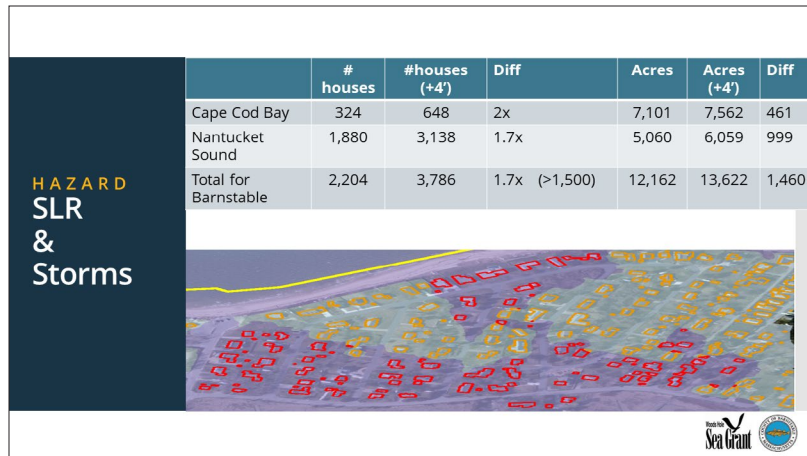 HAZARD
SLR
&
Storms
# houses #houses (+4’) Diff Acres Acres (+4’) Diff
Cape Cod Bay 324 648 2x 7,101 7,562 461
Nantucket Sound 1,880 3,138 1.7x 5,060 6,059 999
Total for Barnstable 2,204 3,786 1.7x (>1,500) 12,162 13,622 1,460
Woods Hole
Sea Grant